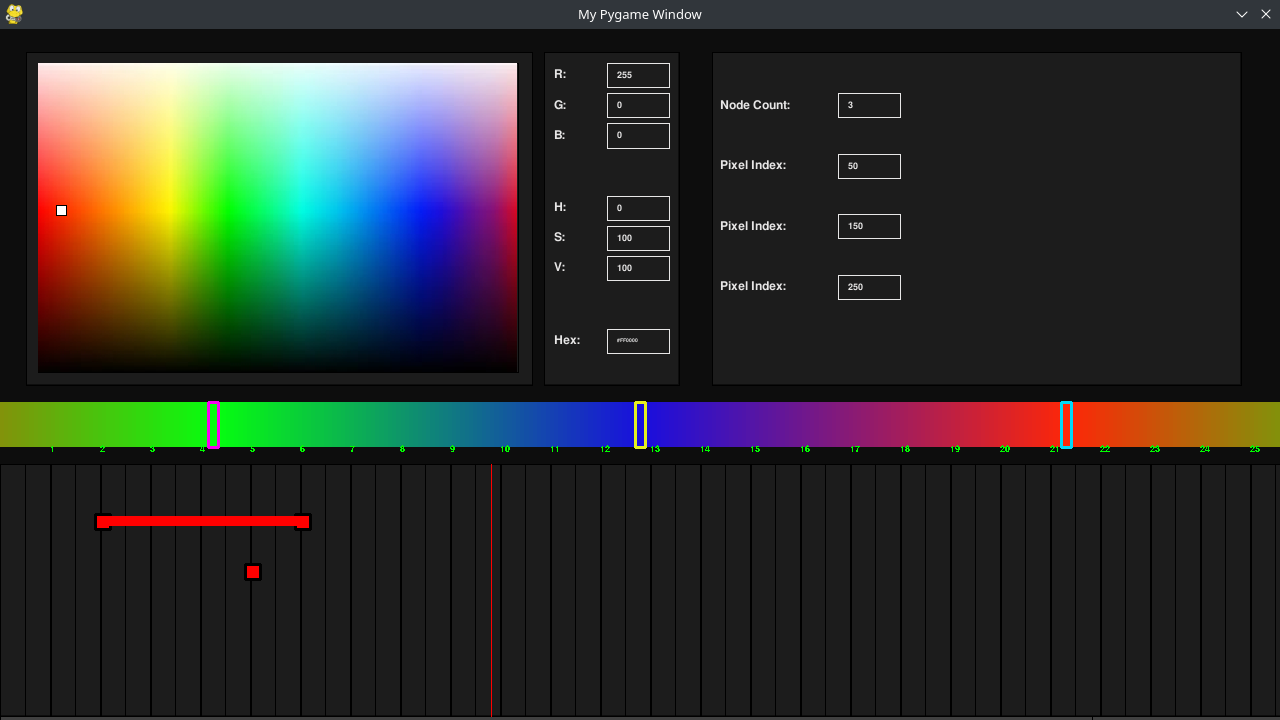 My Pygame Window
R: 255
G: 0
B: 0
H: 0
S: 100
V: 100
Hex: #FF0000
Node Count: 3
Pixel Index: 50
Pixel Index: 150
Pixel Index: 250
1 2 3 4 5 6 7 8 9 10 11 12 13 14 15 16 17 18 19 20 21 22 23 24 25